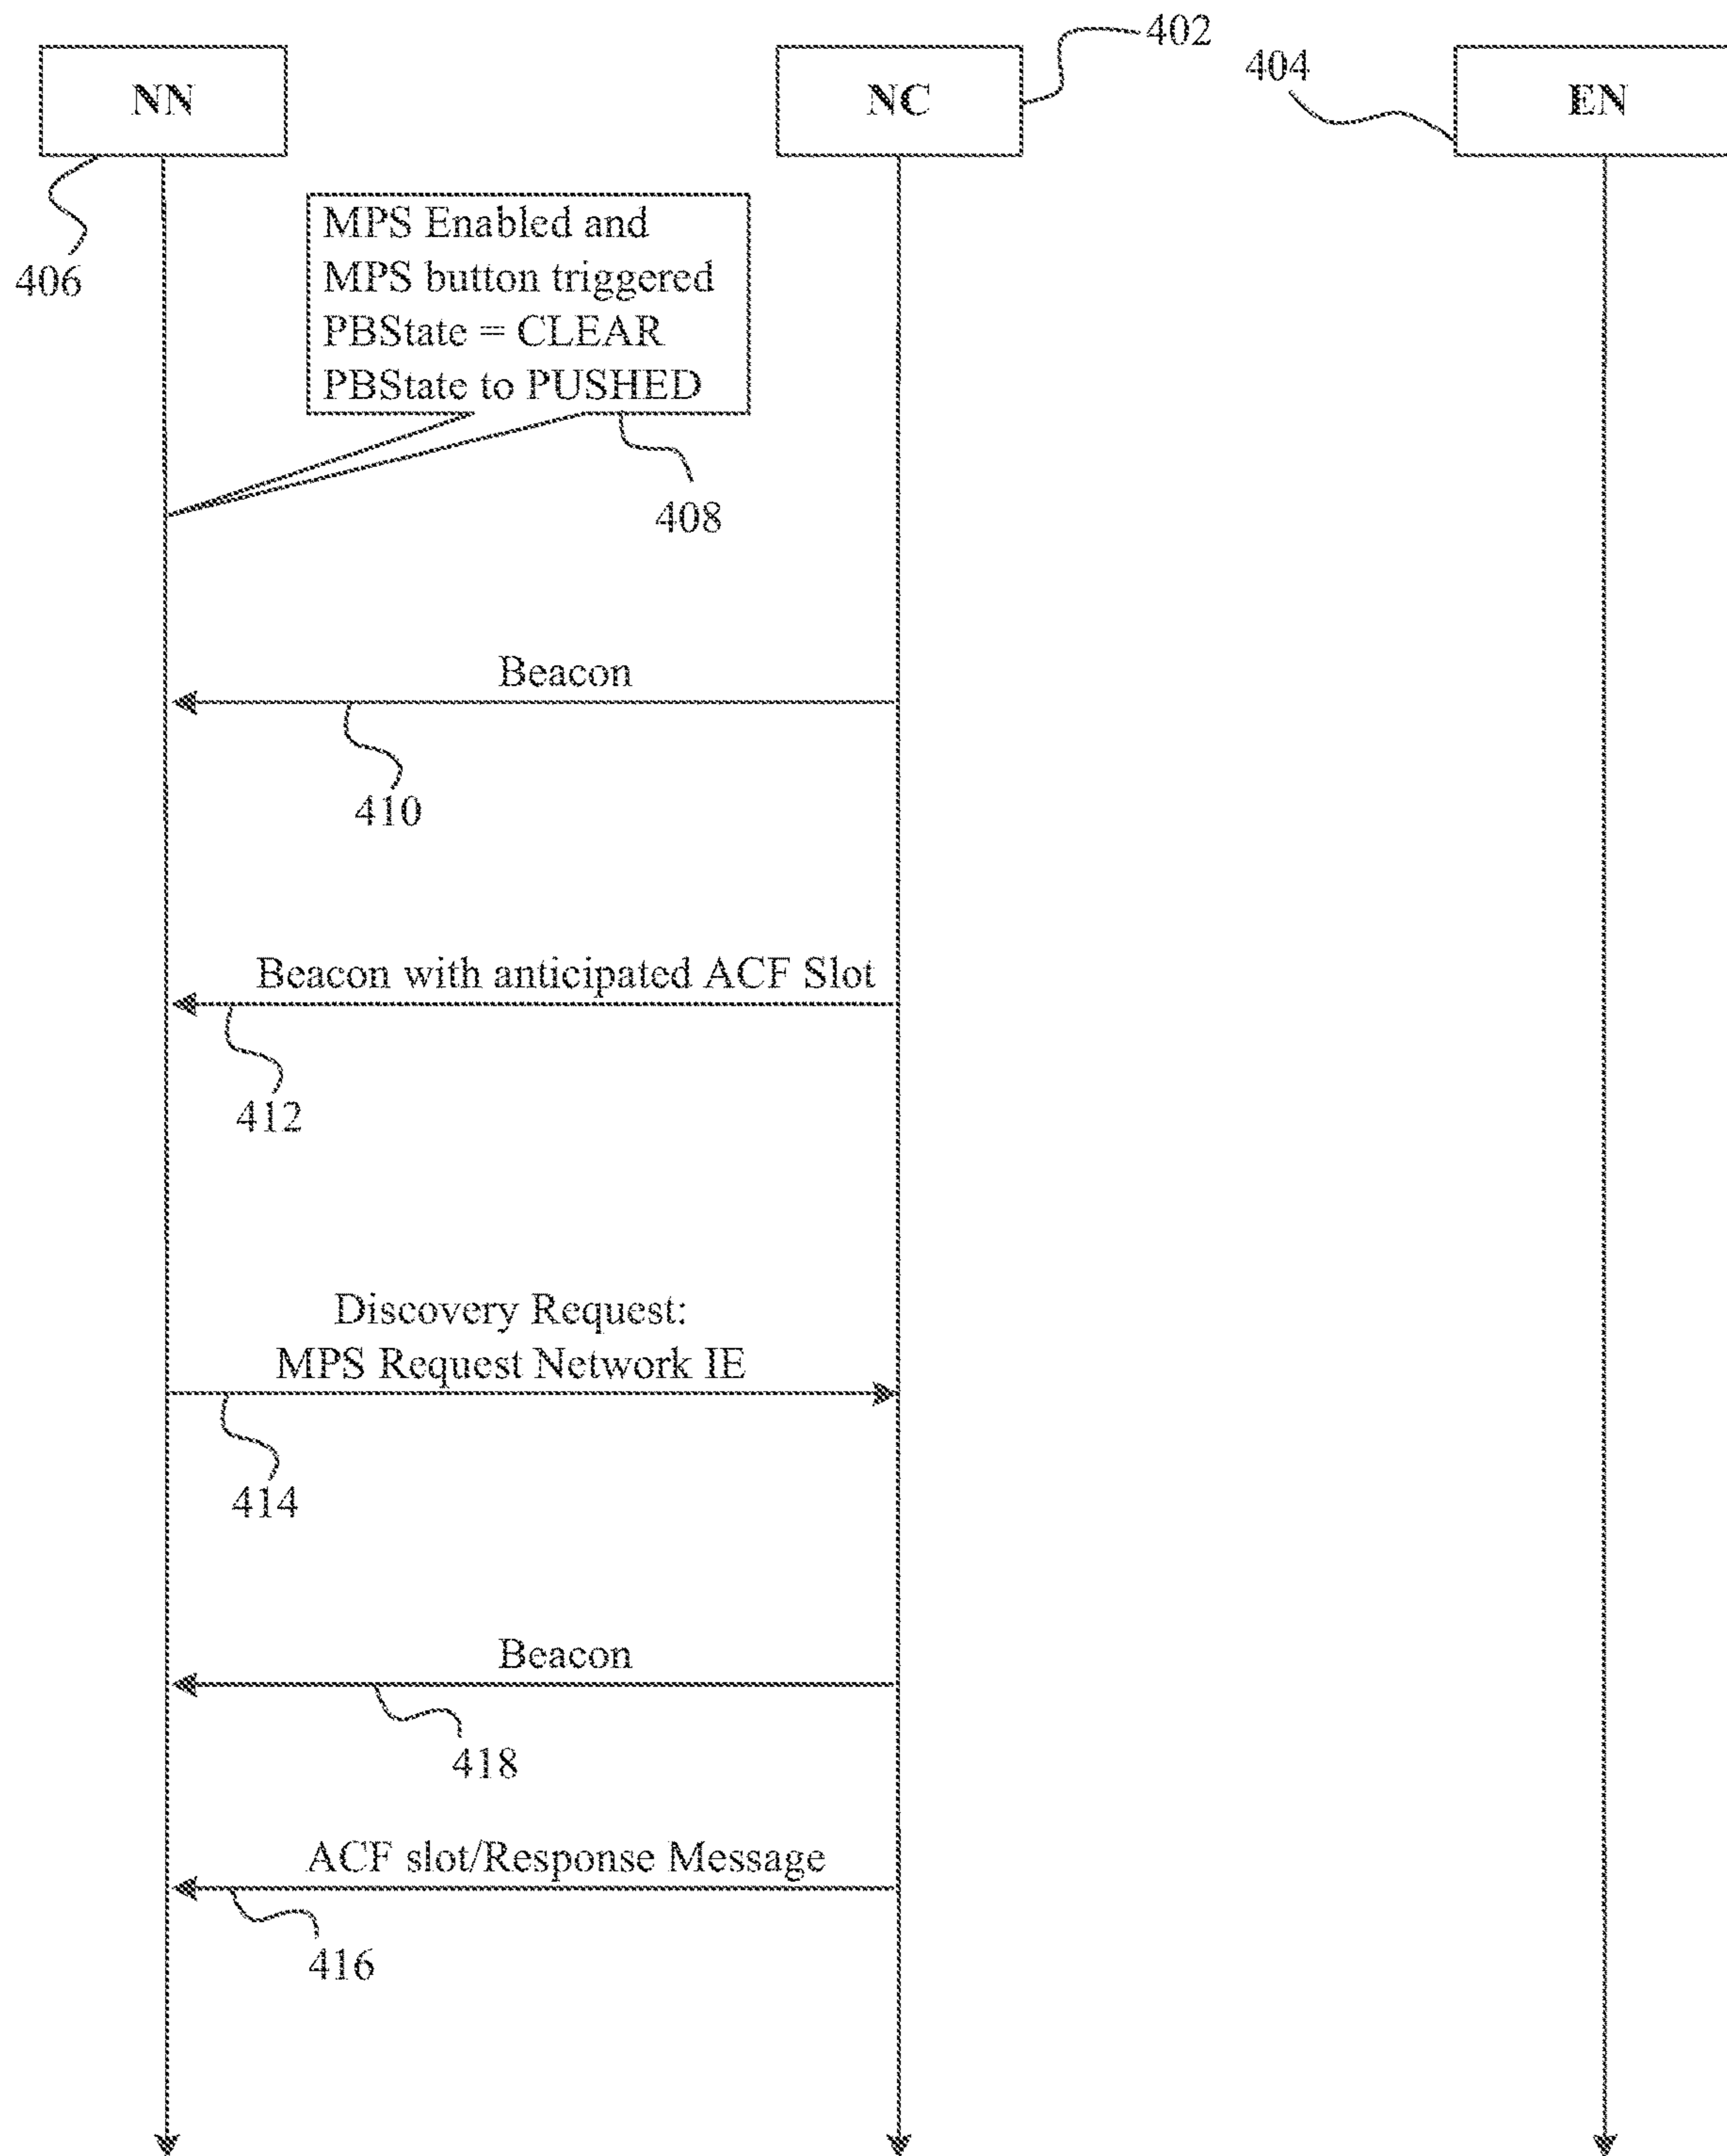 402
404
NN
NC
EN
406
MPS Enabled and
MPS button triggered
PBState = CLEAR
PBState to PUSHED
408
Beacon
410
Beacon with anticipated ACF Slot
412
Discovery Request:
MPS Request Network IE
414
Beacon
418
ACF slot/Response Message
416